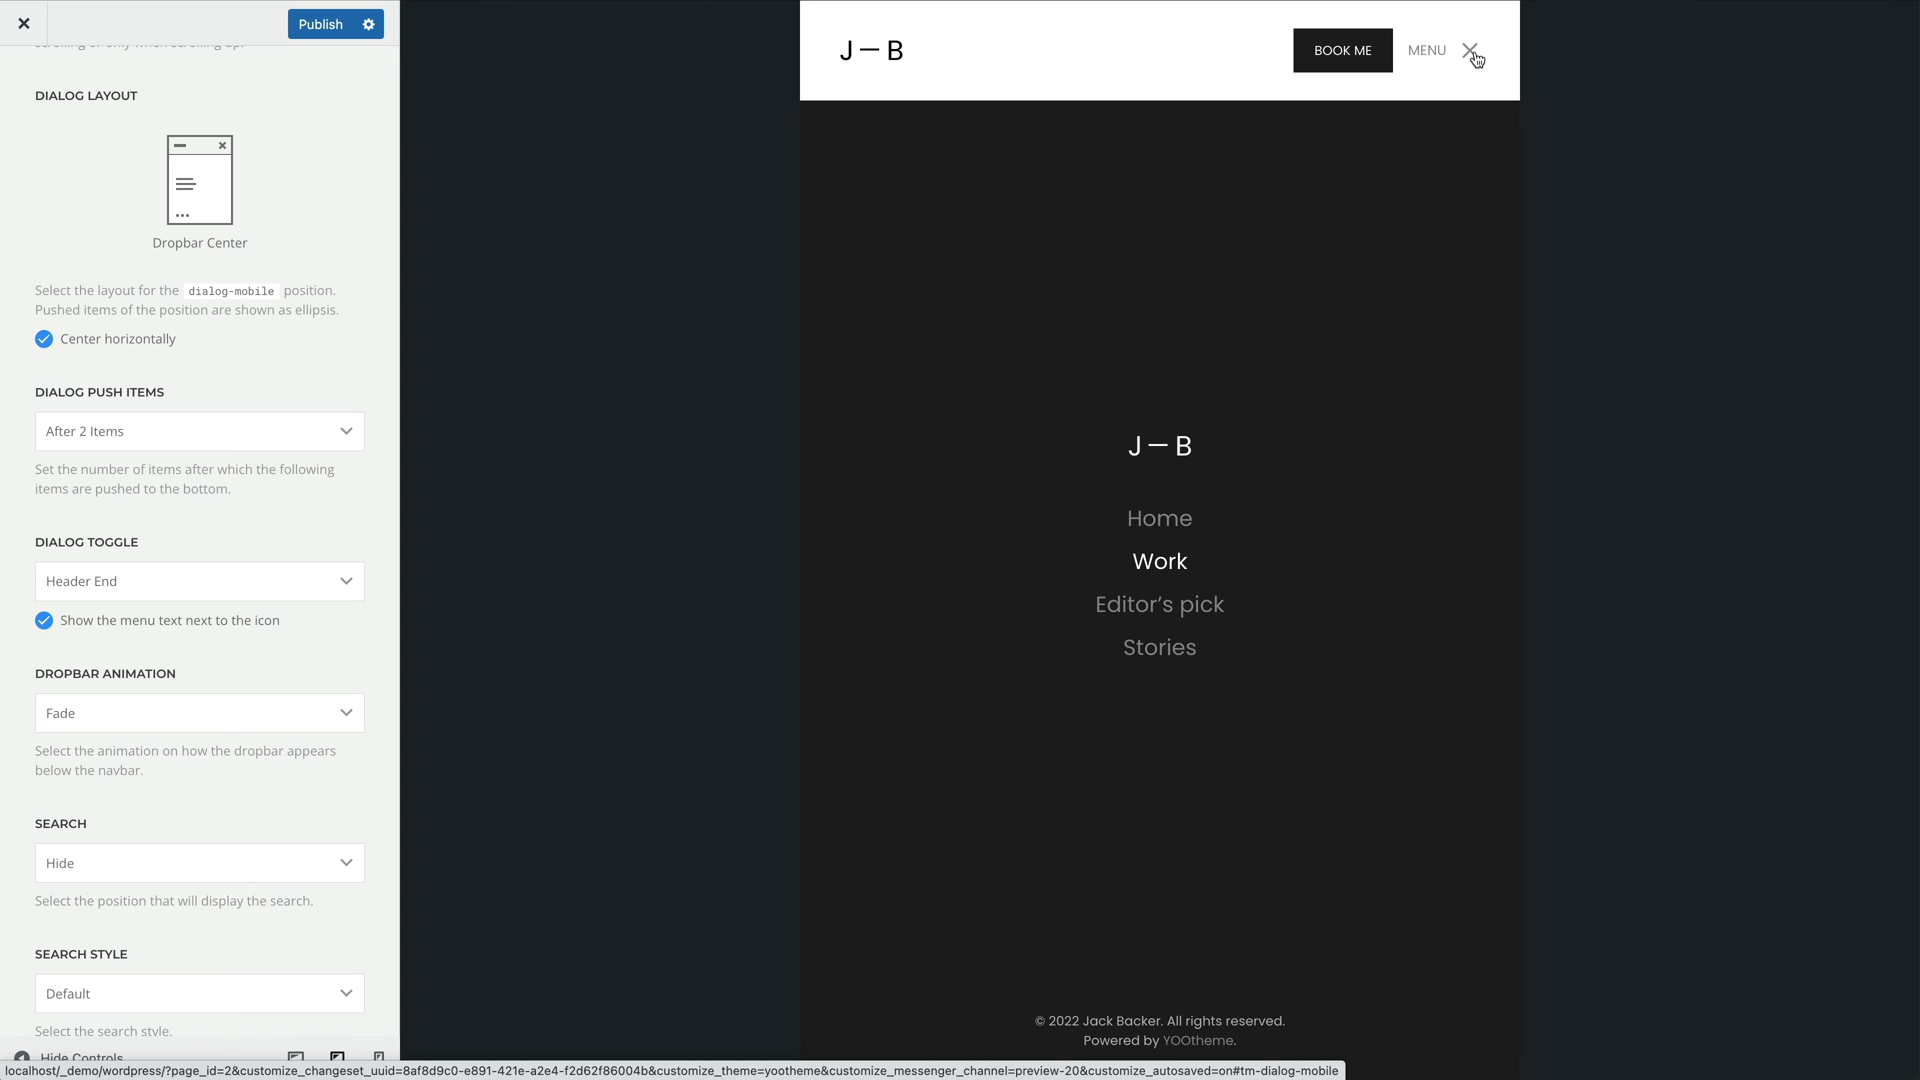 Publish
scrolling or only when scrolling up.
DIALOG LAYOUT
Dropbar Center
Select the layout for the dialog-mobile position.
Pushed items of the position are shown as ellipsis.
Center horizontally
DIALOG PUSH ITEMS
After 2 Items
Set the number of items after which the following
items are pushed to the bottom.
DIALOG TOGGLE
Header End
Show the menu text next to the icon
DROPBAR ANIMATION
Fade
Select the animation on how the dropbar appears
below the navbar.
SEARCH
Hide
Select the position that will display the search.
SEARCH STYLE
Default
Select the search style.
Hide Controls
J — B
BOOK ME
MENU
J — B
Home
Work
Editor’s pick
Stories
© 2022 Jack Backer. All rights reserved.
Powered by YOOtheme.
localhost/_demo/wordpress/?page_id=2&customize_changeset_uuid=8af8d9c0-e891-421e-a2e4-f2d62f86004b&customize_theme=yootheme&customize_messenger_channel=preview-20&customize_autosaved=on#tm-dialog-mobile